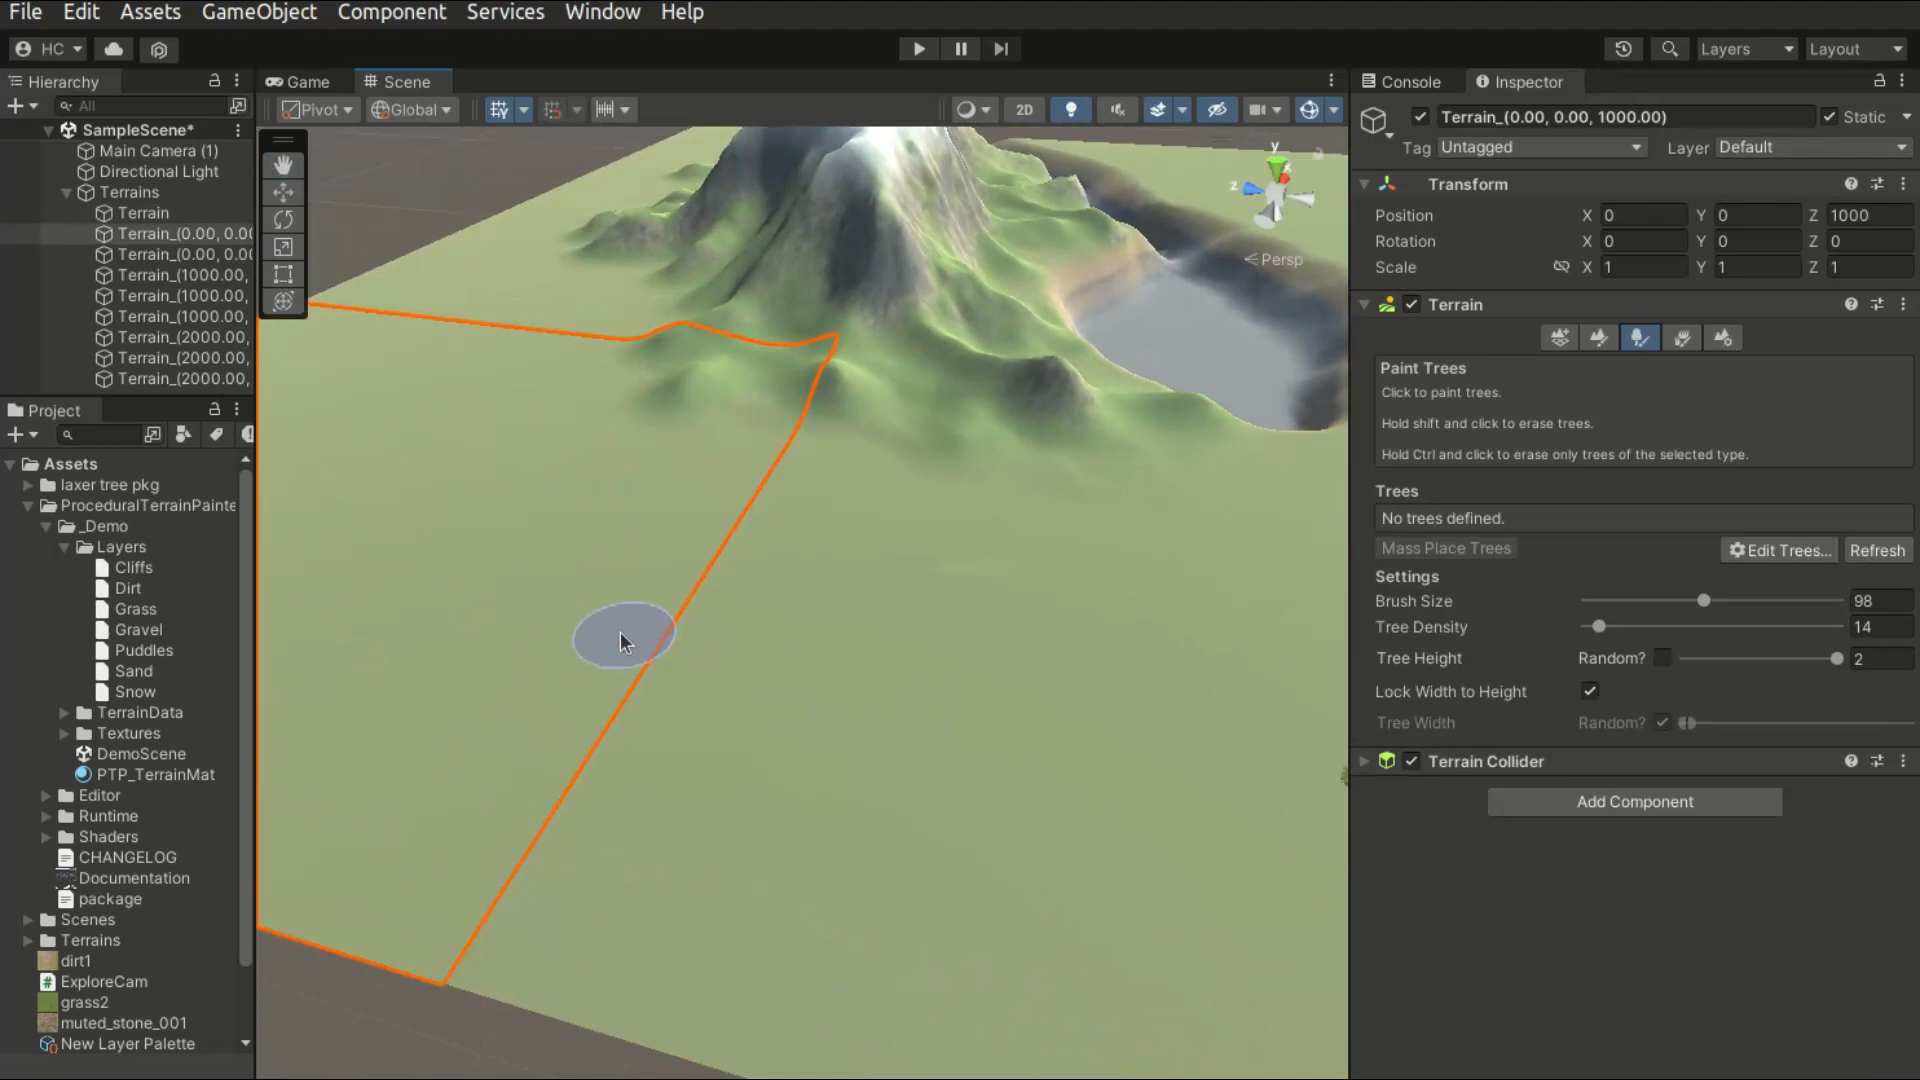 File Edit Assets GameObject Component Services Window Help
HC
Layers Layout
Hierarchy
Game Scene
Console Inspector
All
Pivot Global 2D
SampleScene*
Main Camera (1)
Directional Light
Terrains
Terrain
Terrain_(0.00, 0.00
Terrain_(0.00, 0.00
Terrain_(1000.00,
Terrain_(1000.00,
Terrain_(1000.00,
Terrain_(2000.00,
Terrain_(2000.00,
Terrain_(2000.00,
Project
Assets
laxer tree pkg
ProceduralTerrainPainte
_Demo
Layers
Cliffs
Dirt
Grass
Gravel
Puddles
Sand
Snow
TerrainData
Textures
DemoScene
PTP_TerrainMat
Editor
Runtime
Shaders
CHANGELOG
Documentation
package
Scenes
Terrains
dirt1
ExploreCam
grass2
muted_stone_001
New Layer Palette
y
x
z
Persp
Terrain_(0.00, 0.00, 1000.00) Static
Tag Untagged Layer Default
Transform
Position X 0 Y 0 Z 1000
Rotation X 0 Y 0 Z 0
Scale X 1 Y 1 Z 1
Terrain
Paint Trees
Click to paint trees.
Hold shift and click to erase trees.
Hold Ctrl and click to erase only trees of the selected type.
Trees
No trees defined.
Mass Place Trees Edit Trees... Refresh
Settings
Brush Size 98
Tree Density 14
Tree Height Random? 2
Lock Width to Height
Tree Width Random?
Terrain Collider
Add Component